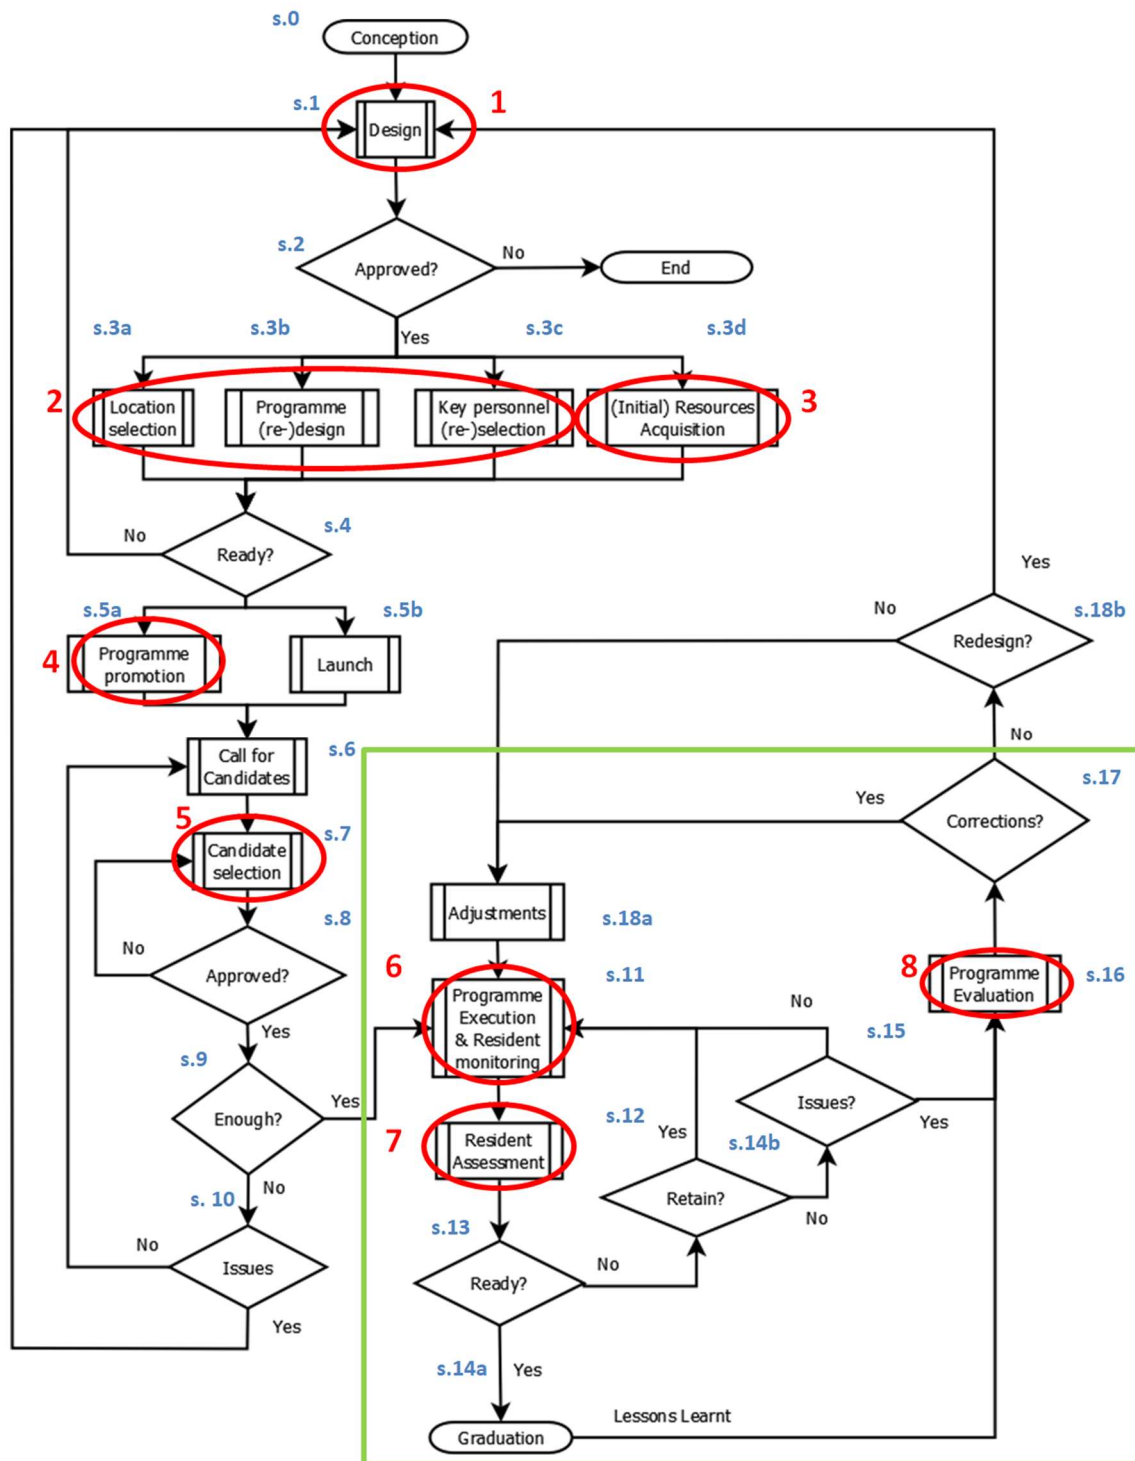 s.0
Conception
s.1
1
Design
s.2
Approved?
No
End
Yes
s.3a
s.3b
s.3c
s.3d
2
Location
selection
Programme
(re-)design
Key personnel
(re-)selection
(Initial) Resources
Acquisition
3
s.4
No
Ready?
s.5a
s.5b
4
Programme
promotion
Launch
s.6
Call for
Candidates
5
s.7
Candidate
selection
s.8
No
Approved?
Yes
s.9
Enough?
Yes
No
s. 10
No
Issues
Yes
Yes
s.18b
No
Redesign?
No
s.17
Yes
Corrections?
Adjustments
s.18a
6
s.11
Programme
Execution
& Resident
monitoring
8
Programme
Evaluation
s.16
No
s.15
Issues?
Yes
s.12
7
Resident
Assessment
Yes
s.14b
Retain?
No
s.13
Ready?
No
s.14a
Yes
Graduation
Lessons Learnt